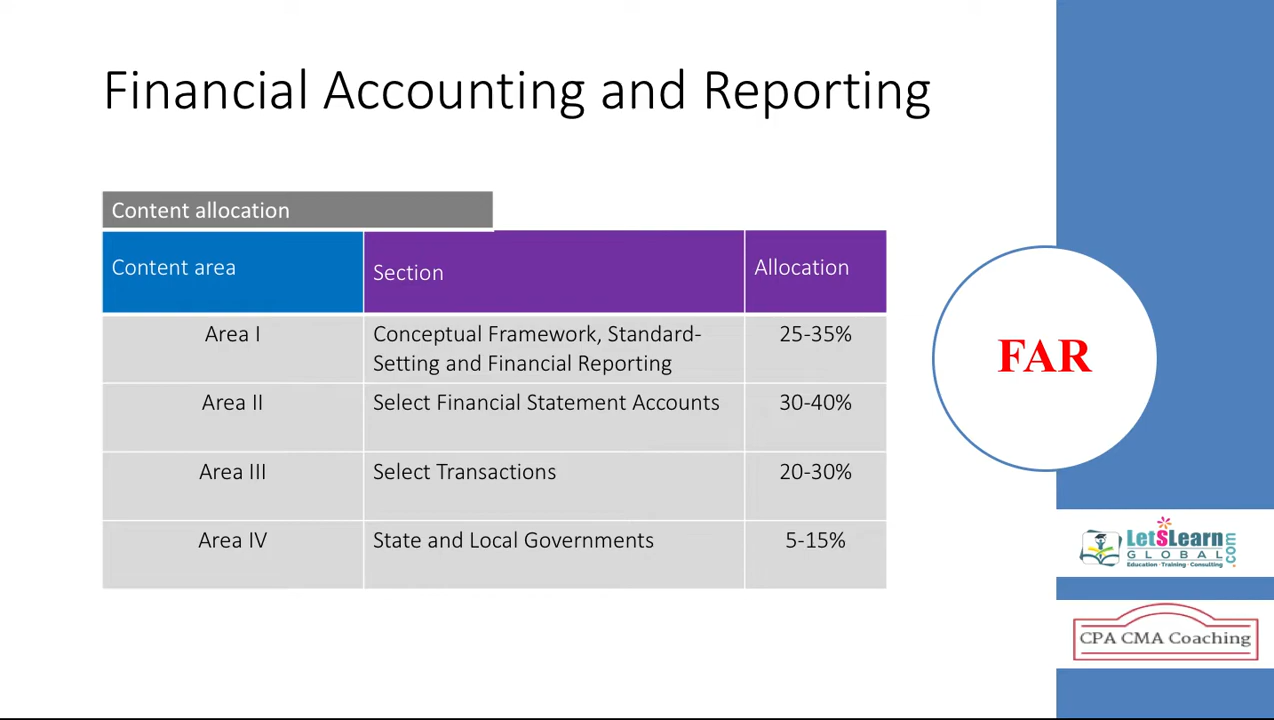 Financial Accounting and Reporting
Content allocation
Content area
Section
Allocation
Area I
Conceptual Framework, Standard-
Setting and Financial Reporting
25-35%
Area II
Select Financial Statement Accounts
30-40%
Area III
Select Transactions
20-30%
Area IV
State and Local Governments
5-15%
FAR
LetSLearn
GLOBAL
.com
Education - Training - Consulting
CPA CMA Coaching